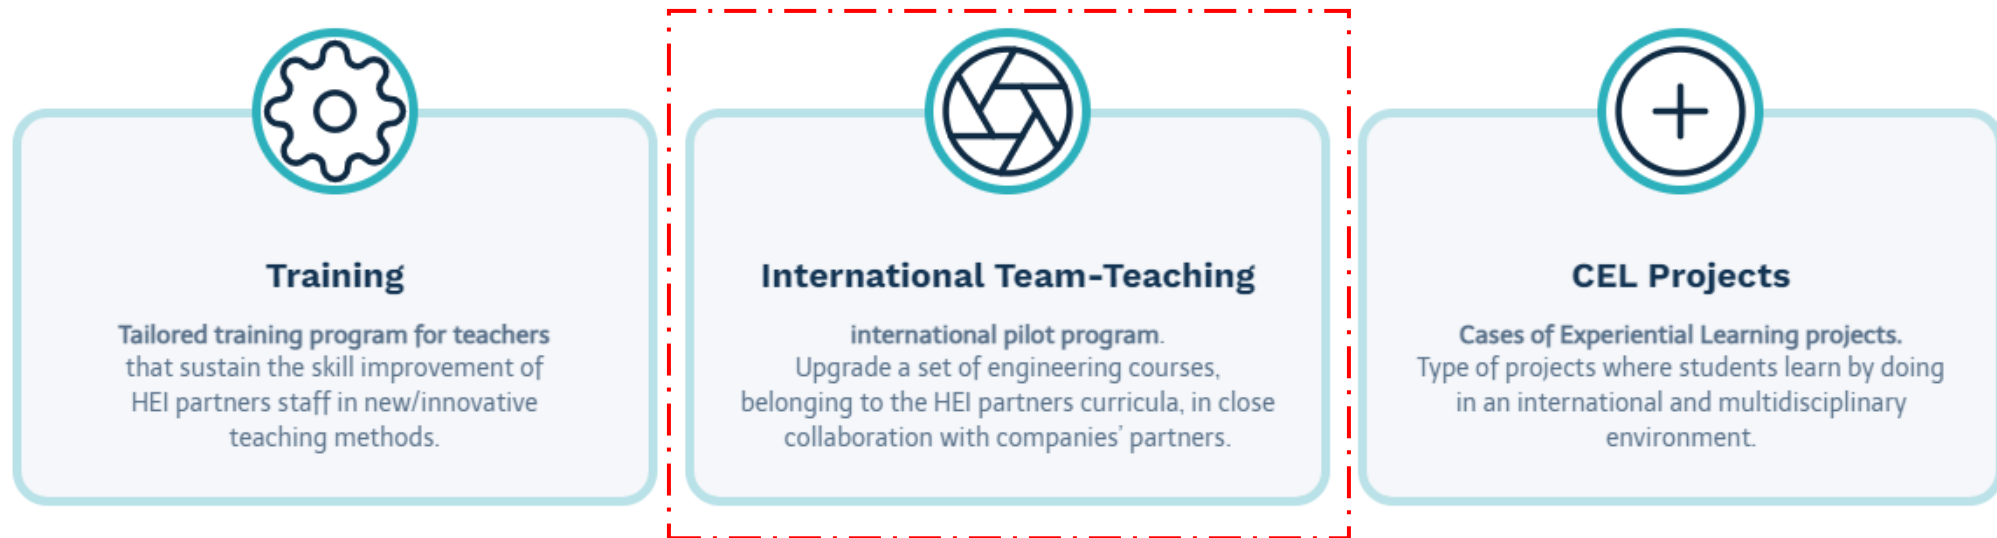 Training
Tailored training program for teachers
that sustain the skill improvement of
HEI partners staff in new/innovative
teaching methods.
International Team-Teaching
international pilot program.
Upgrade a set of engineering courses,
belonging to the HEI partners curricula, in close
collaboration with companies’ partners.
CEL Projects
Cases of Experiential Learning projects.
Type of projects where students learn by doing
in an international and multidisciplinary
environment.